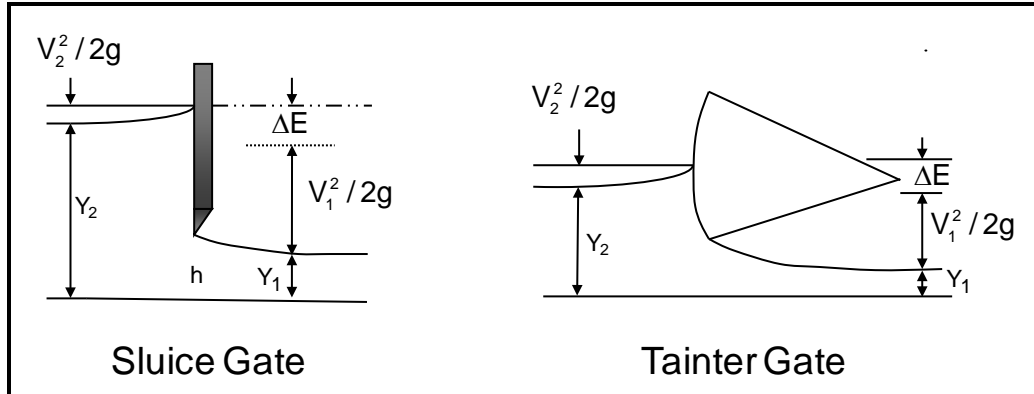 V₂² / 2g
ΔE
V₁² / 2g
Y₂
h
Y₁
Sluice Gate
V₂² / 2g
ΔE
V₁² / 2g
Y₂
Y₁
Tainter Gate